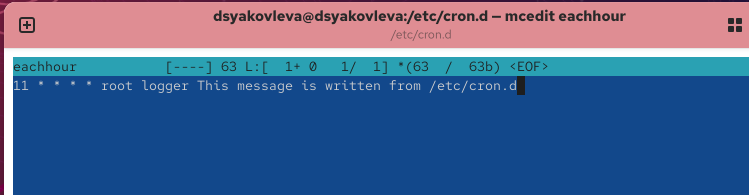 dsyakovleva@dsyakovleva:/etc/cron.d — mcedit eachhour
/etc/cron.d
eachhour [----] 63 L:[ 1+ 0 1/ 1] *(63 / 63b) <EOF>
11 * * * * root logger This message is written from /etc/cron.d